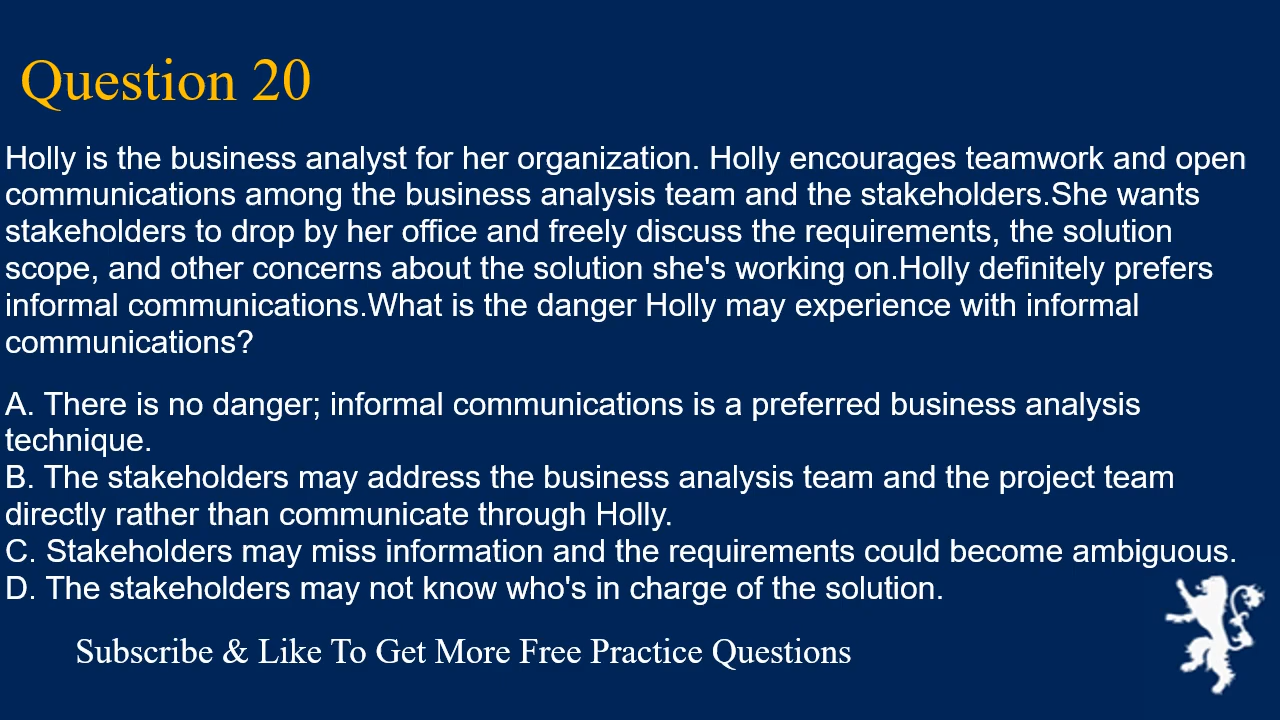 Question 20
Holly is the business analyst for her organization. Holly encourages teamwork and open
communications among the business analysis team and the stakeholders.She wants
stakeholders to drop by her office and freely discuss the requirements, the solution
scope, and other concerns about the solution she's working on.Holly definitely prefers
informal communications.What is the danger Holly may experience with informal
communications?
A. There is no danger; informal communications is a preferred business analysis
technique.
B. The stakeholders may address the business analysis team and the project team
directly rather than communicate through Holly.
C. Stakeholders may miss information and the requirements could become ambiguous.
D. The stakeholders may not know who's in charge of the solution.
Subscribe & Like To Get More Free Practice Questions